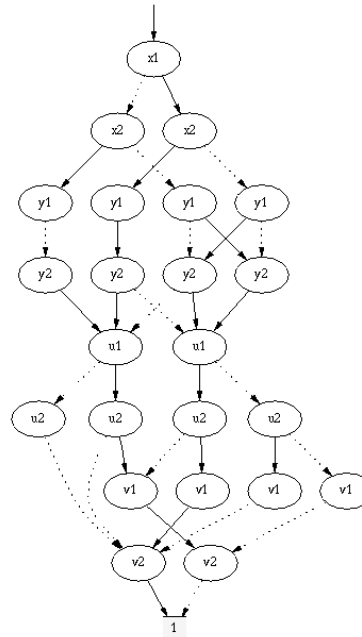 x1
x2 x2
y1 y1 y1 y1
y2 y2 y2 y2
u1 u1
u2 u2 u2 u2
v1 v1 v1 v1
v2 v2
1